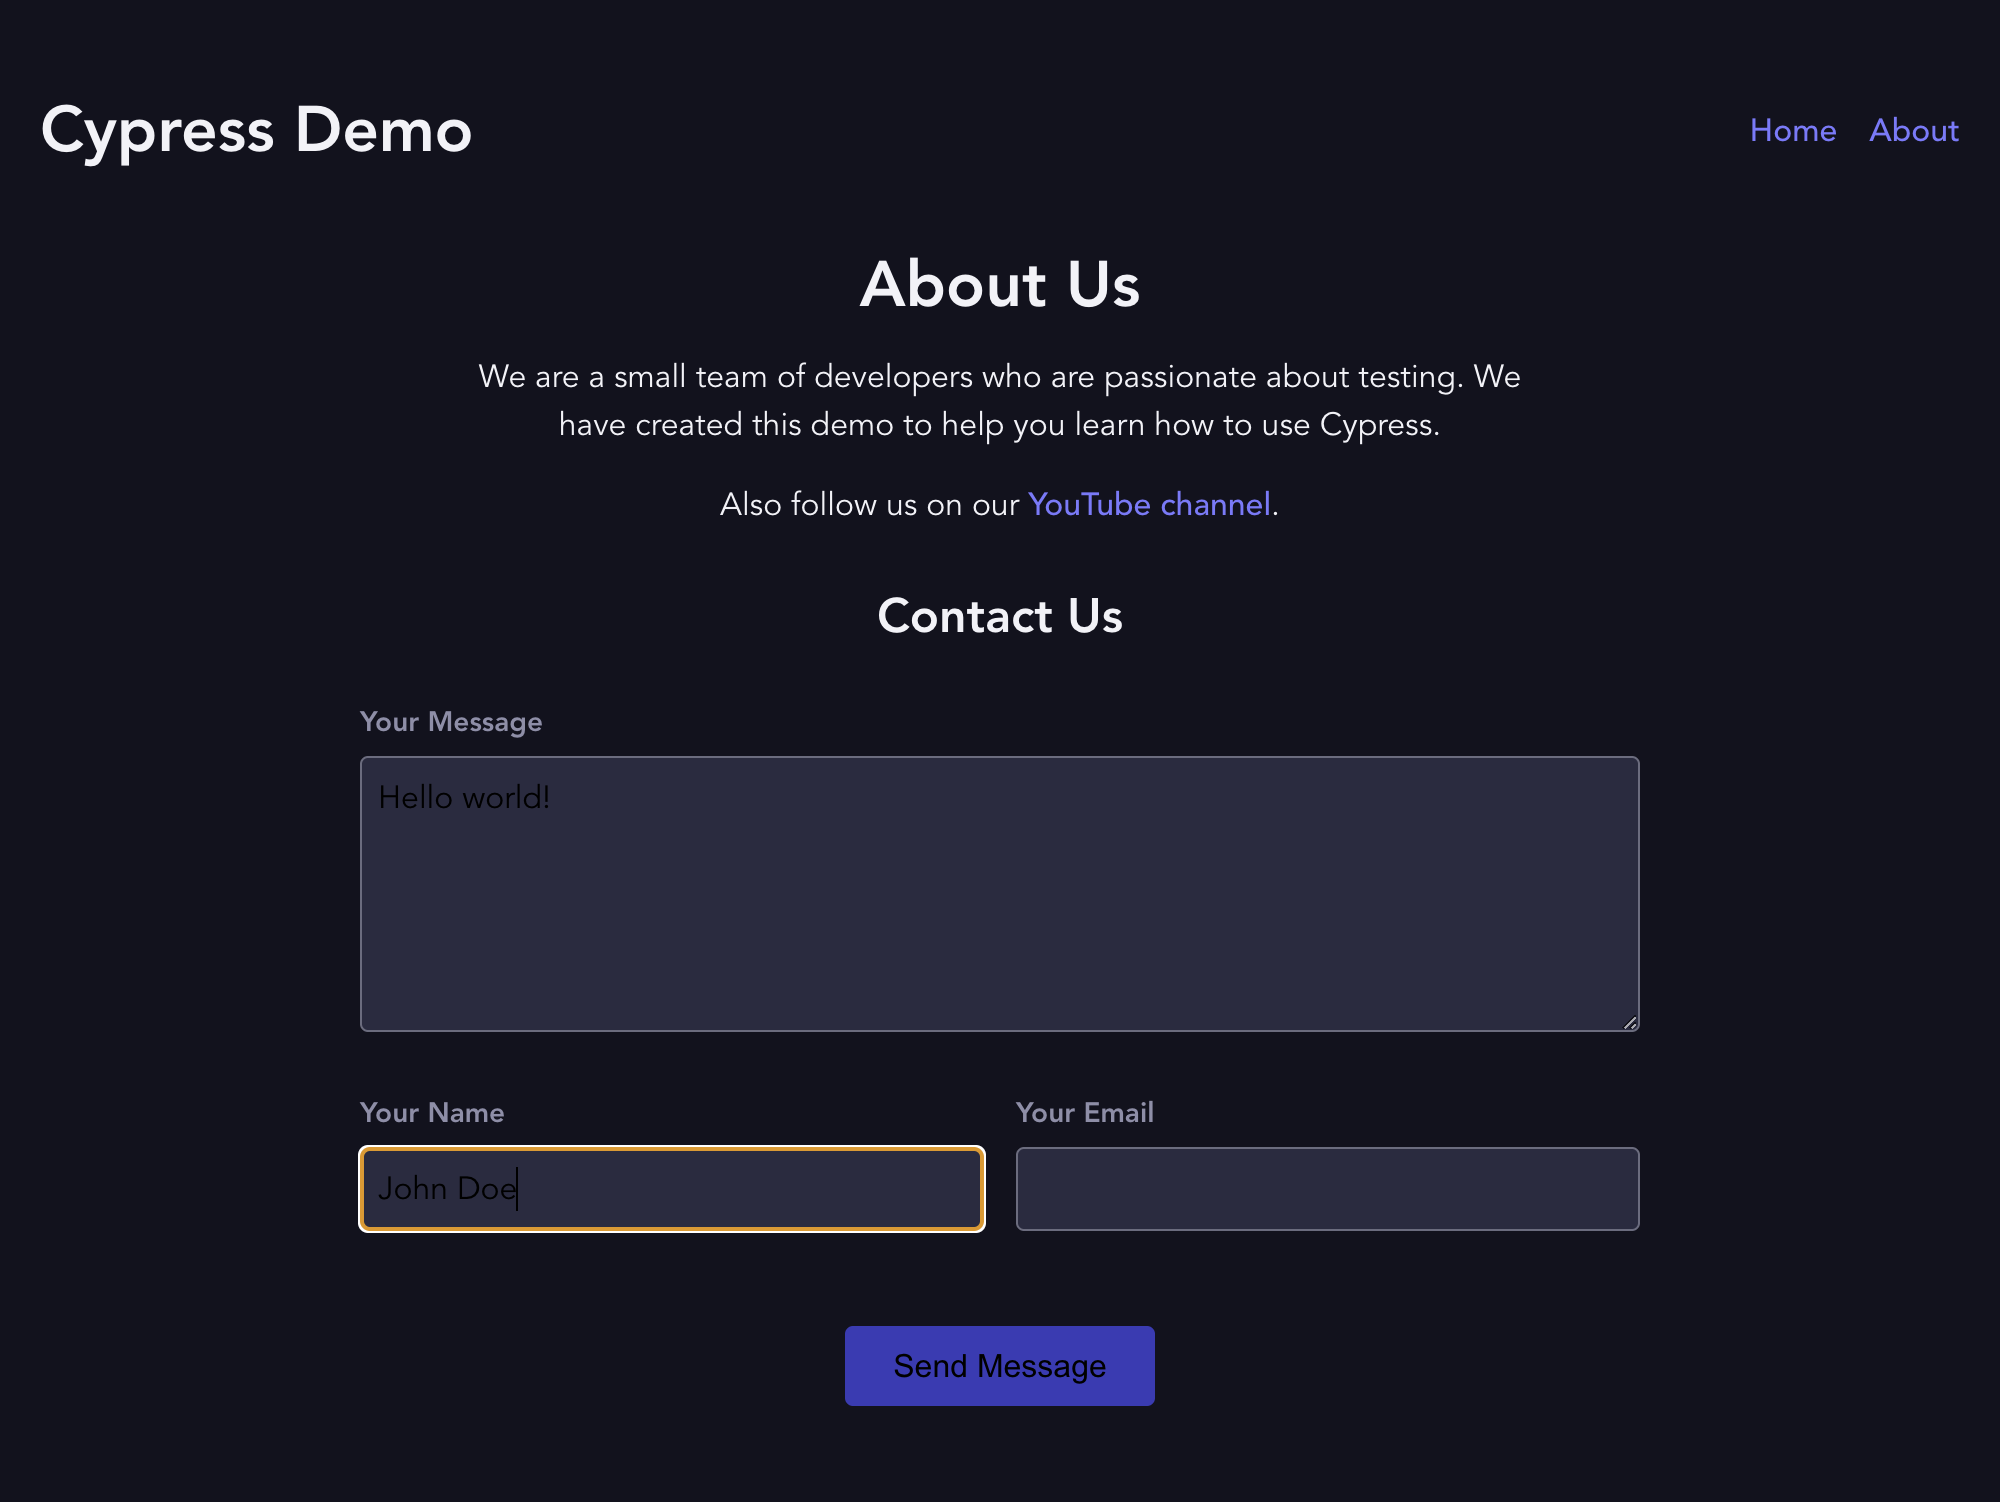 Cypress Demo
Home About
About Us
We are a small team of developers who are passionate about testing. We
have created this demo to help you learn how to use Cypress.
Also follow us on our YouTube channel.
Contact Us
Your Message
Hello world!
Your Name
Your Email
John Doe
Send Message